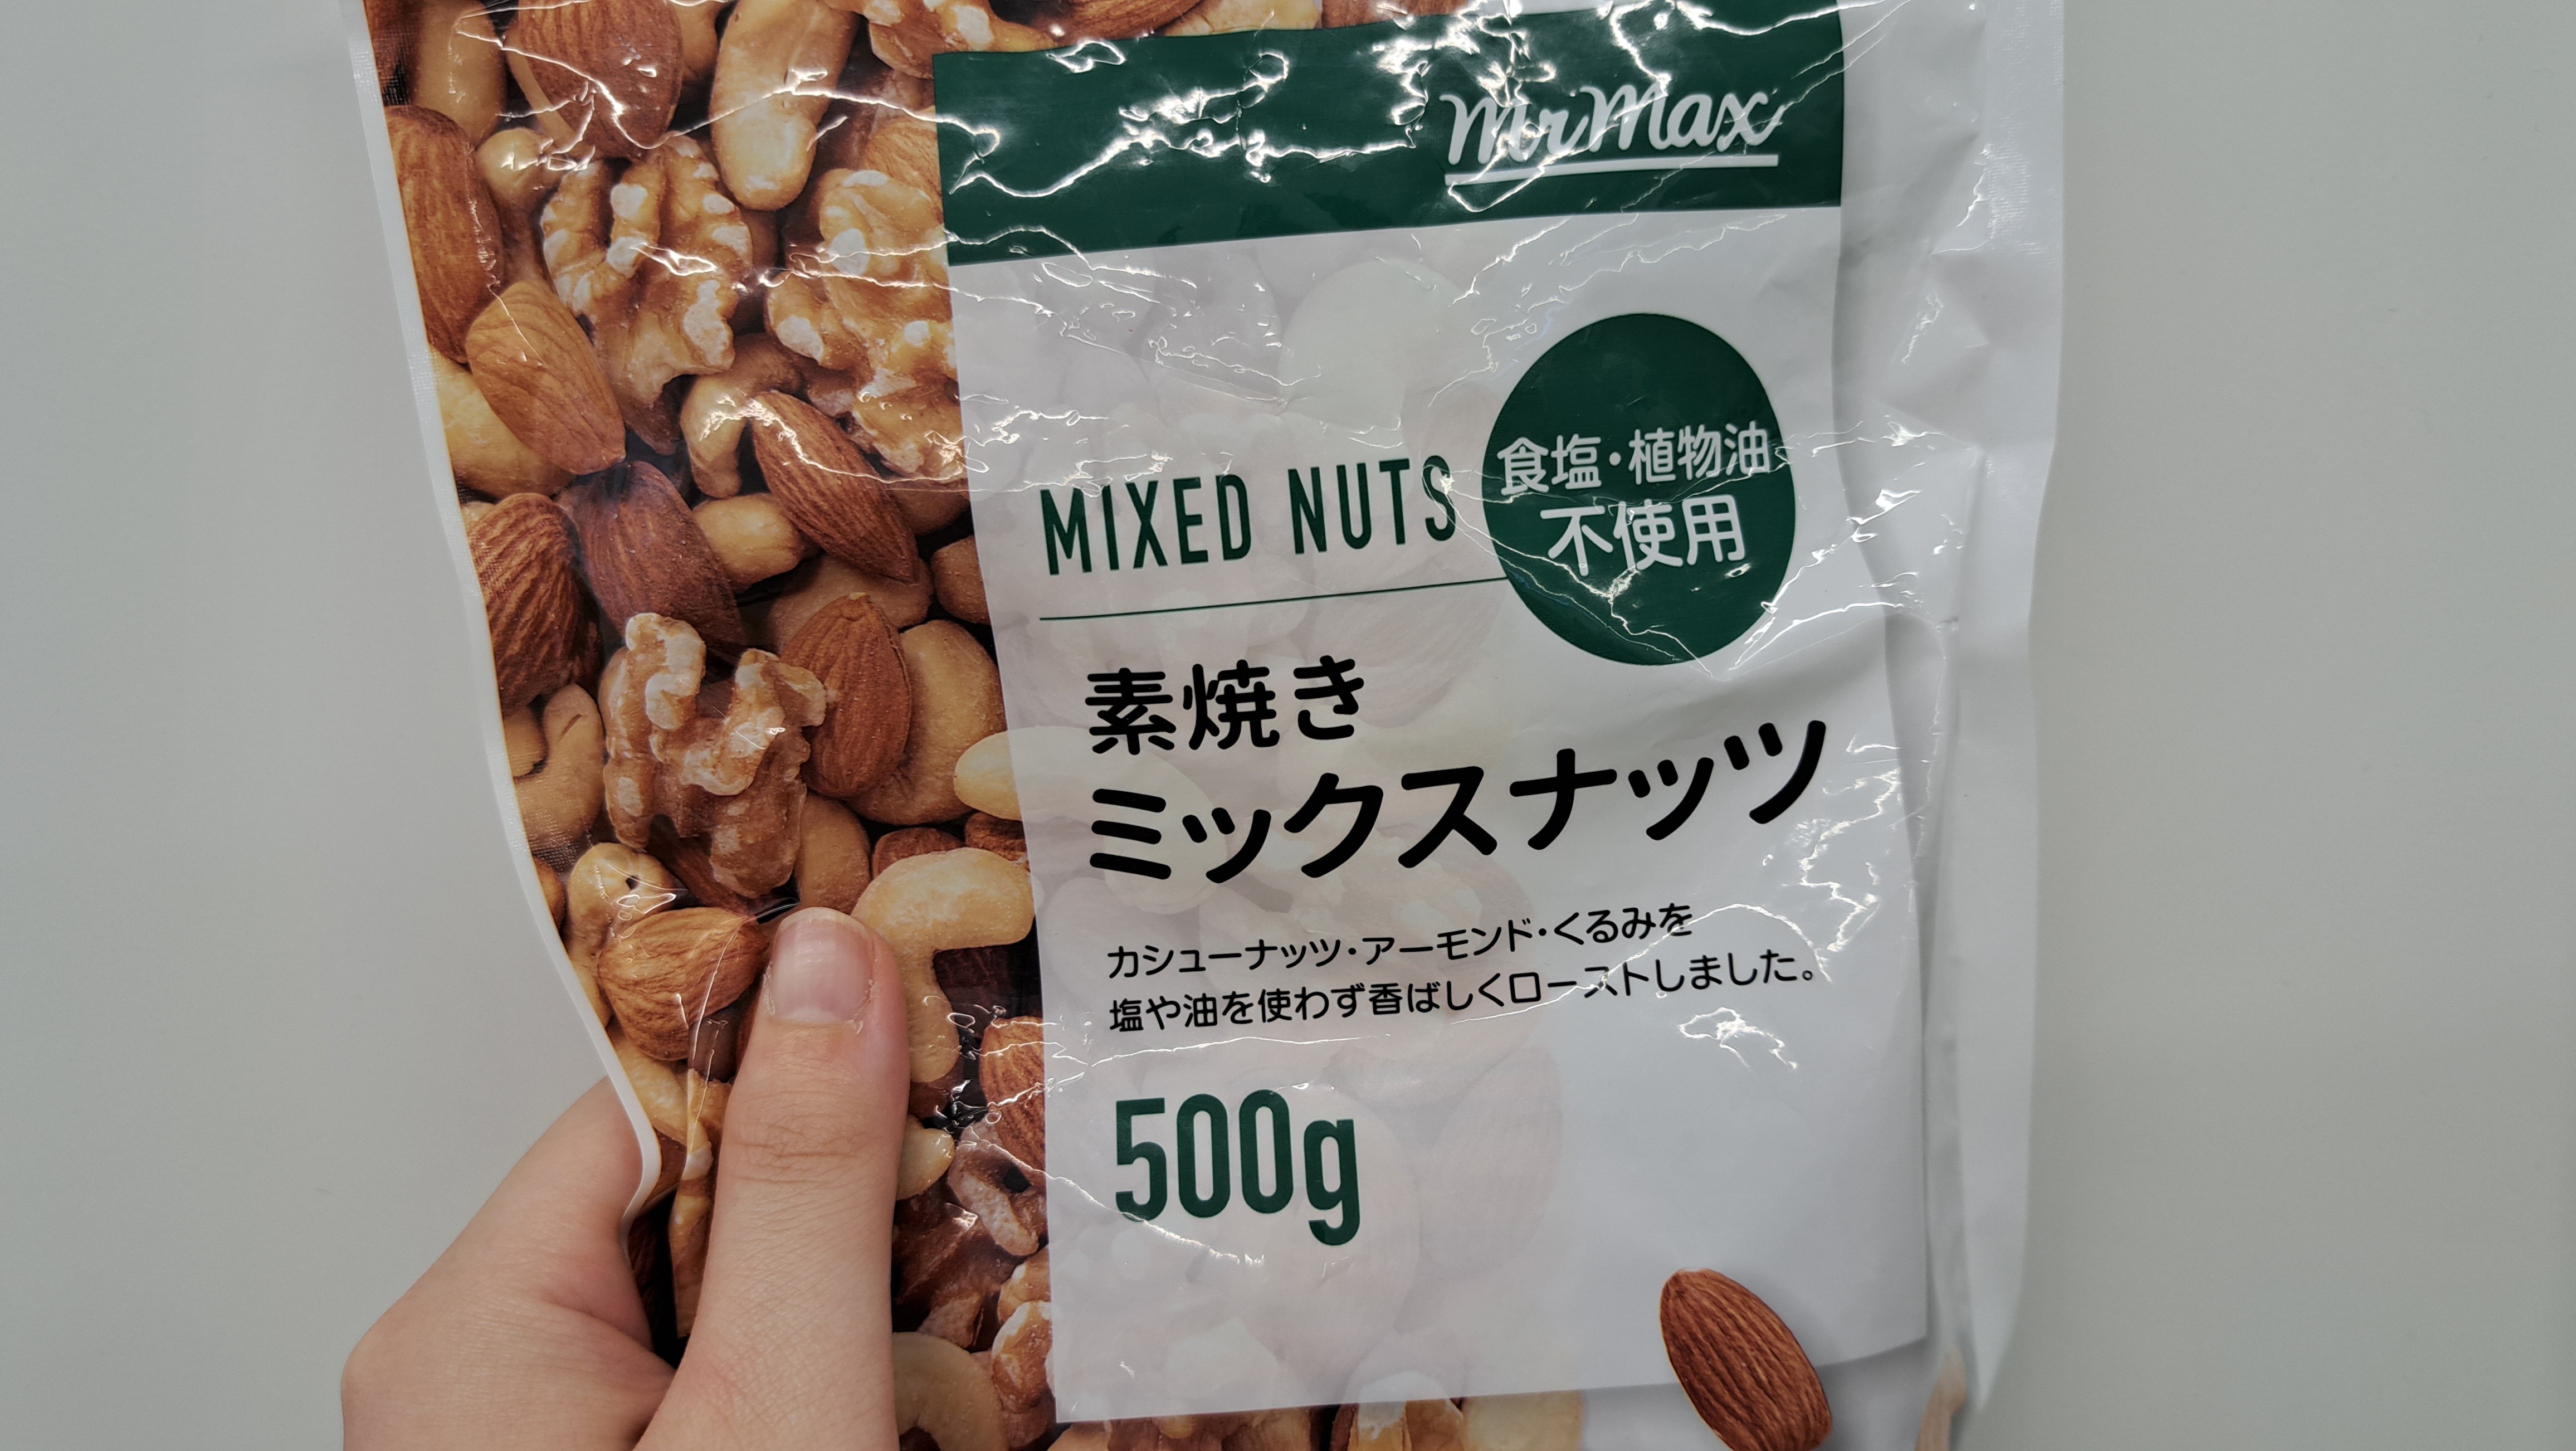 MrMax
MIXED NUTS
食塩・植物油
不使用
素焼き
ミックスナッツ
カシューナッツ・アーモンド・くるみを
塩や油を使わず香ばしくローストしました。
500g